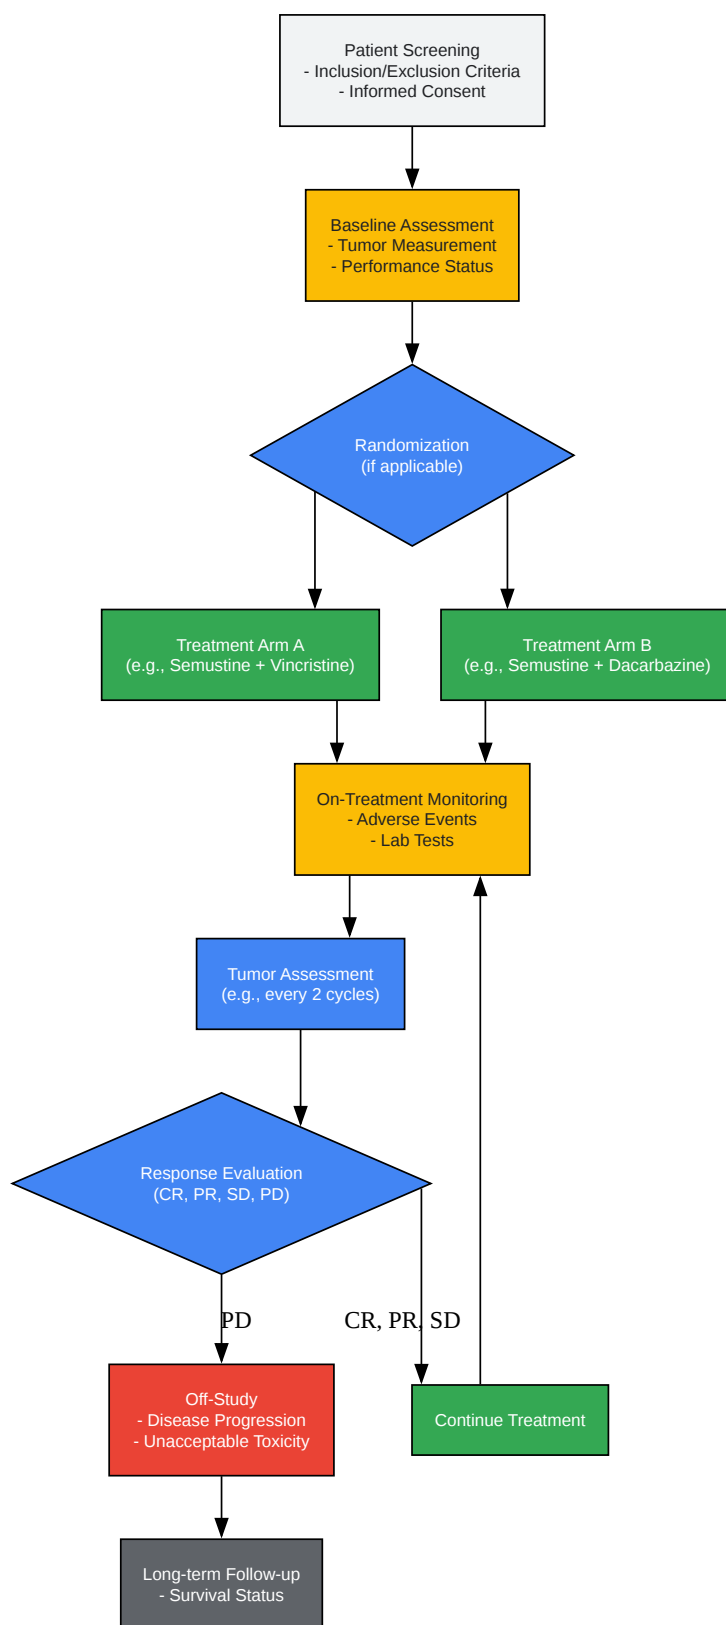 Patient Screening
- Inclusion/Exclusion Criteria
- Informed Consent
Baseline Assessment
- Tumor Measurement
- Performance Status
Randomization
(if applicable)
Treatment Arm A
(e.g., Semustine + Vincristine)
Treatment Arm B
(e.g., Semustine + Dacarbazine)
On-Treatment Monitoring
- Adverse Events
- Lab Tests
Tumor Assessment
(e.g., every 2 cycles)
Response Evaluation
(CR, PR, SD, PD)
PD
CR, PR, SD
Off-Study
- Disease Progression
- Unacceptable Toxicity
Continue Treatment
Long-term Follow-up
- Survival Status